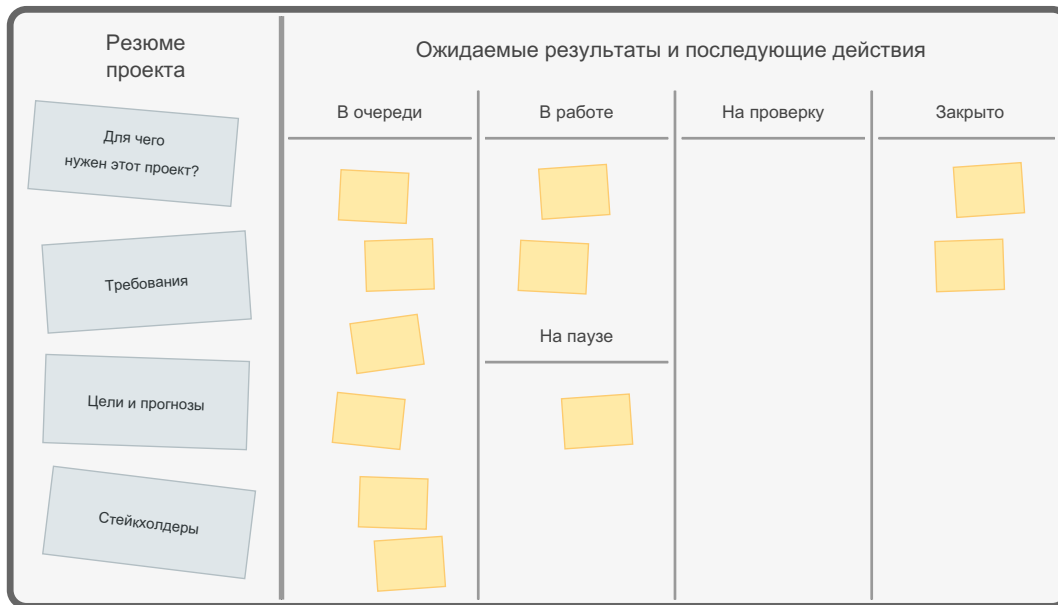 Резюме
проекта
Для чего
нужен этот проект?
Требования
Цели и прогнозы
Стейкхолдеры
Ожидаемые результаты и последующие действия
В очереди
В работе
На проверку
Закрыто
На паузе